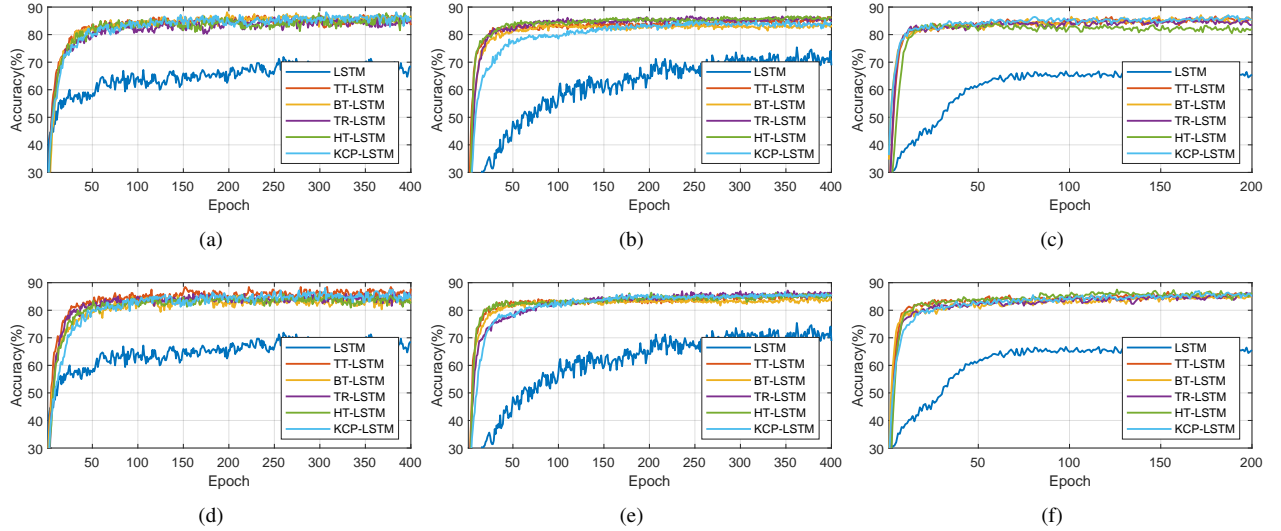 90
80
70
60
50
40
30
Accuracy(%)
LSTM
TT-LSTM
BT-LSTM
TR-LSTM
HT-LSTM
KCP-LSTM
50 100 150 200 250 300 350 400
Epoch
(a)
90
80
70
60
50
40
30
Accuracy(%)
LSTM
TT-LSTM
BT-LSTM
TR-LSTM
HT-LSTM
KCP-LSTM
50 100 150 200 250 300 350 400
Epoch
(b)
90
80
70
60
50
40
30
Accuracy(%)
LSTM
TT-LSTM
BT-LSTM
TR-LSTM
HT-LSTM
KCP-LSTM
50 100 150 200
Epoch
(c)
90
80
70
60
50
40
30
Accuracy(%)
LSTM
TT-LSTM
BT-LSTM
TR-LSTM
HT-LSTM
KCP-LSTM
50 100 150 200 250 300 350 400
Epoch
(d)
90
80
70
60
50
40
30
Accuracy(%)
LSTM
TT-LSTM
BT-LSTM
TR-LSTM
HT-LSTM
KCP-LSTM
50 100 150 200 250 300 350 400
Epoch
(e)
90
80
70
60
50
40
30
Accuracy(%)
LSTM
TT-LSTM
BT-LSTM
TR-LSTM
HT-LSTM
KCP-LSTM
50 100 150 200
Epoch
(f)